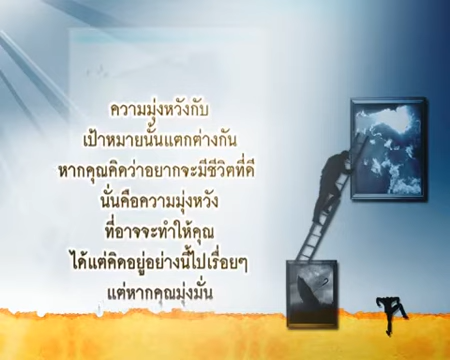 ความมุ่งหวังกับ
เป้าหมายนั้นแตกต่างกัน
หากคุณคิดว่าอยากจะมีชีวิตที่ดี
นั่นคือความมุ่งหวัง
ที่อาจจะทำให้คุณ
ได้แต่คิดอยู่อย่างนี้ไปเรื่อยๆ
แต่หากคุณมุ่งมั่น